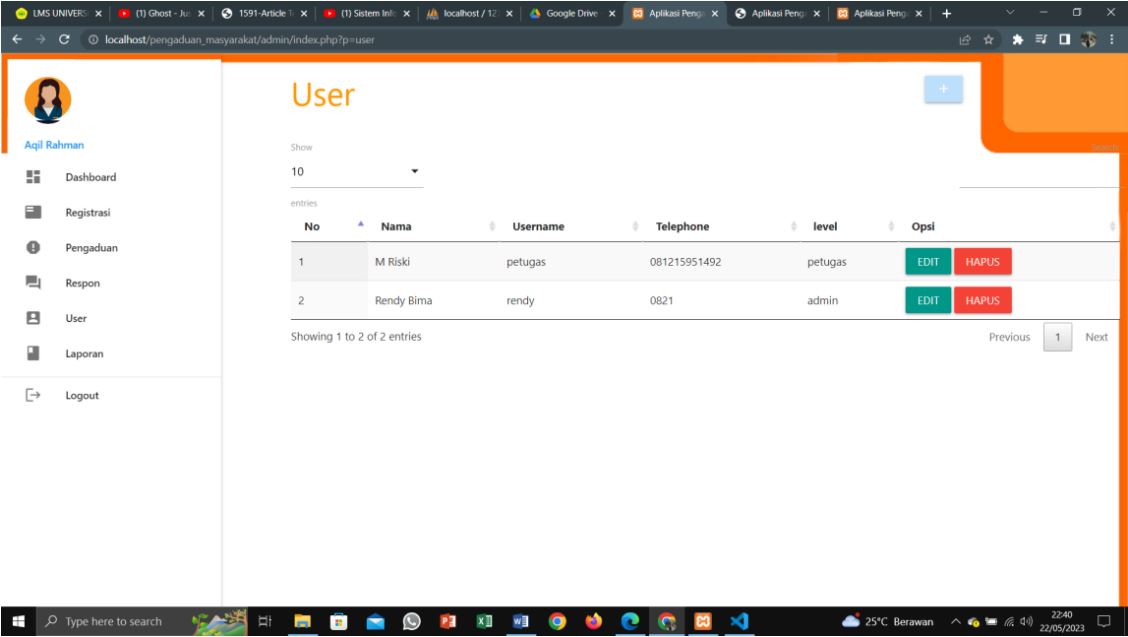 LMS UNIVERS
(1) Ghost - Jus
1591-Article T
(1) Sistem Info
localhost / 12
Google Drive
Aplikasi Penga
Aplikasi Penga
Aplikasi Penga
localhost/pengaduan_masyarakat/admin/index.php?p=user
Aqil Rahman
Dashboard
Registrasi
Pengaduan
Respon
User
Laporan
Logout
User
+
Show
Search:
10
entries
No Nama Username Telephone level Opsi
1 M Riski petugas 081215951492 petugas EDIT HAPUS
2 Rendy Bima rendy 0821 admin EDIT HAPUS
Showing 1 to 2 of 2 entries
Previous 1 Next
Type here to search
25°C Berawan
22:40
22/05/2023